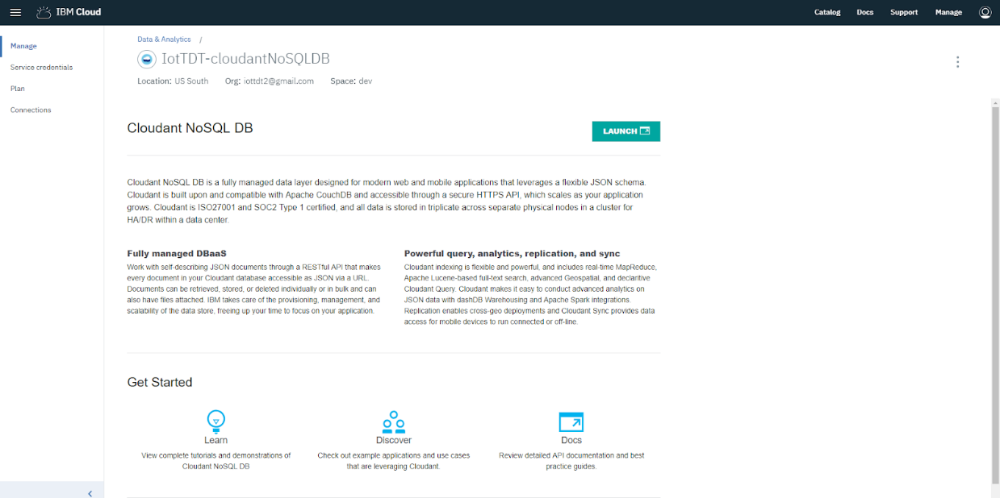 IBM Cloud
Catalog Docs Support Manage
Manage
Service credentials
Plan
Connections
Data & Analytics /
IotTDT-cloudantNoSQLDB
Location: US South Org: iottdt2@gmail.com Space: dev
Cloudant NoSQL DB
LAUNCH
Cloudant NoSQL DB is a fully managed data layer designed for modern web and mobile applications that leverages a flexible JSON schema.
Cloudant is built upon and compatible with Apache CouchDB and accessible through a secure HTTPS API, which scales as your application
grows. Cloudant is ISO27001 and SOC2 Type 1 certified, and all data is stored in triplicate across separate physical nodes in a cluster for
HA/DR within a data center.
Fully managed DBaaS
Work with self-describing JSON documents through a RESTful API that makes
every document in your Cloudant database accessible as JSON via a URL.
Documents can be retrieved, stored, or deleted individually or in bulk and can
also have files attached. IBM takes care of the provisioning, management, and
scalability of the data store, freeing up your time to focus on your application.
Powerful query, analytics, replication, and sync
Cloudant indexing is flexible and powerful, and includes real-time MapReduce,
Apache Lucene-based full-text search, advanced Geospatial, and declaritive
Cloudant Query. Cloudant makes it easy to conduct advanced analytics on
JSON data with dashDB Warehousing and Apache Spark integrations.
Replication enables cross-geo deployments and Cloudant Sync provides data
access for mobile devices to run connected or off-line.
Get Started
Learn
View complete tutorials and demonstrations of
Cloudant NoSQL DB
Discover
Check out example applications and use cases
that are leveraging Cloudant.
Docs
Review detailed API documentation and best
practice guides.